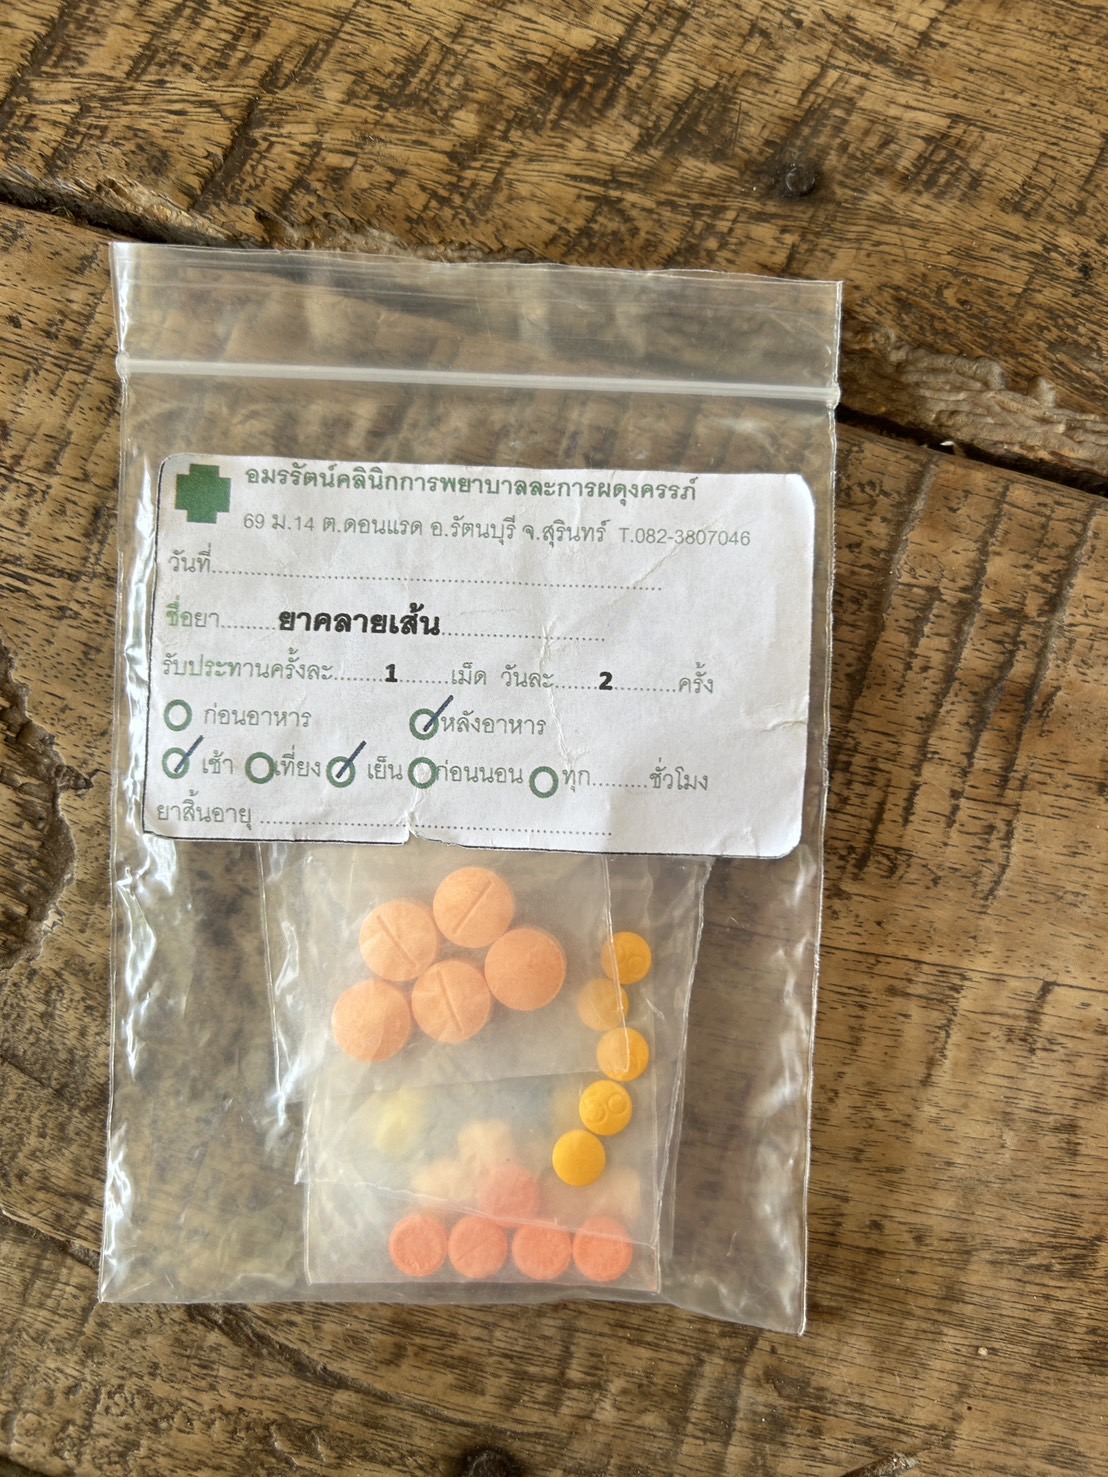 อมรรัตน์คลินิกการพยาบาลละการผดุงครรภ์
69 ม.14 ต.ดอนแรด อ.รัตนบุรี จ.สุรินทร์ T.082-3807046
วันที่..............................................................
ชื่อยา.........ยาคลายเส้น..........................
รับประทานครั้งละ........1........เม็ด วันละ.......2..........ครั้ง
ก่อนอาหาร หลังอาหาร
เช้า เที่ยง เย็น ก่อนนอน ทุก.........ชั่วโมง
ยาสิ้นอายุ ..................................................